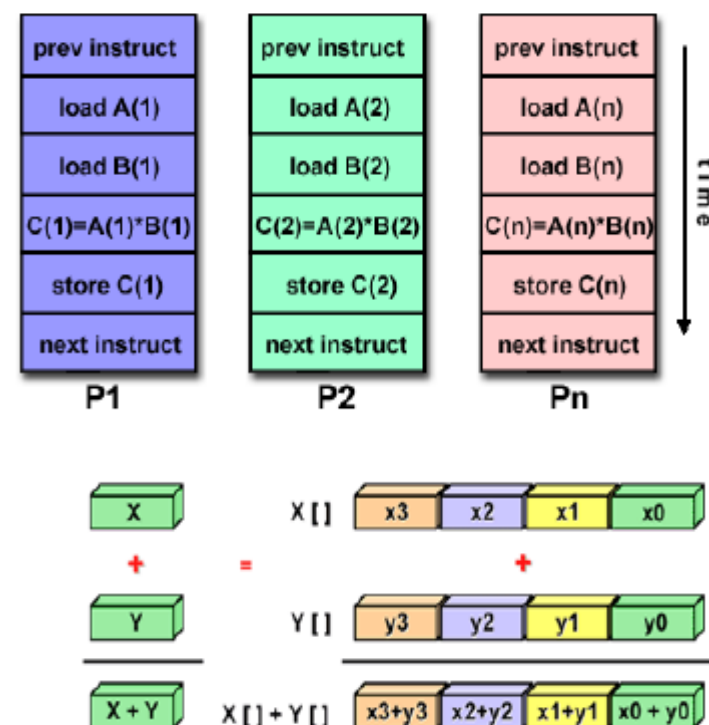 prev instruct prev instruct prev instruct
load A(1) load A(2) load A(n)
load B(1) load B(2) load B(n)
C(1)=A(1)*B(1) C(2)=A(2)*B(2) C(n)=A(n)*B(n)
store C(1) store C(2) store C(n)
next instruct next instruct next instruct
P1 P2 Pn
time
X X [ ] x3 x2 x1 x0
+ = +
Y Y [ ] y3 y2 y1 y0
X + Y X [ ] + Y [ ] x3+y3 x2+y2 x1+y1 x0 + y0